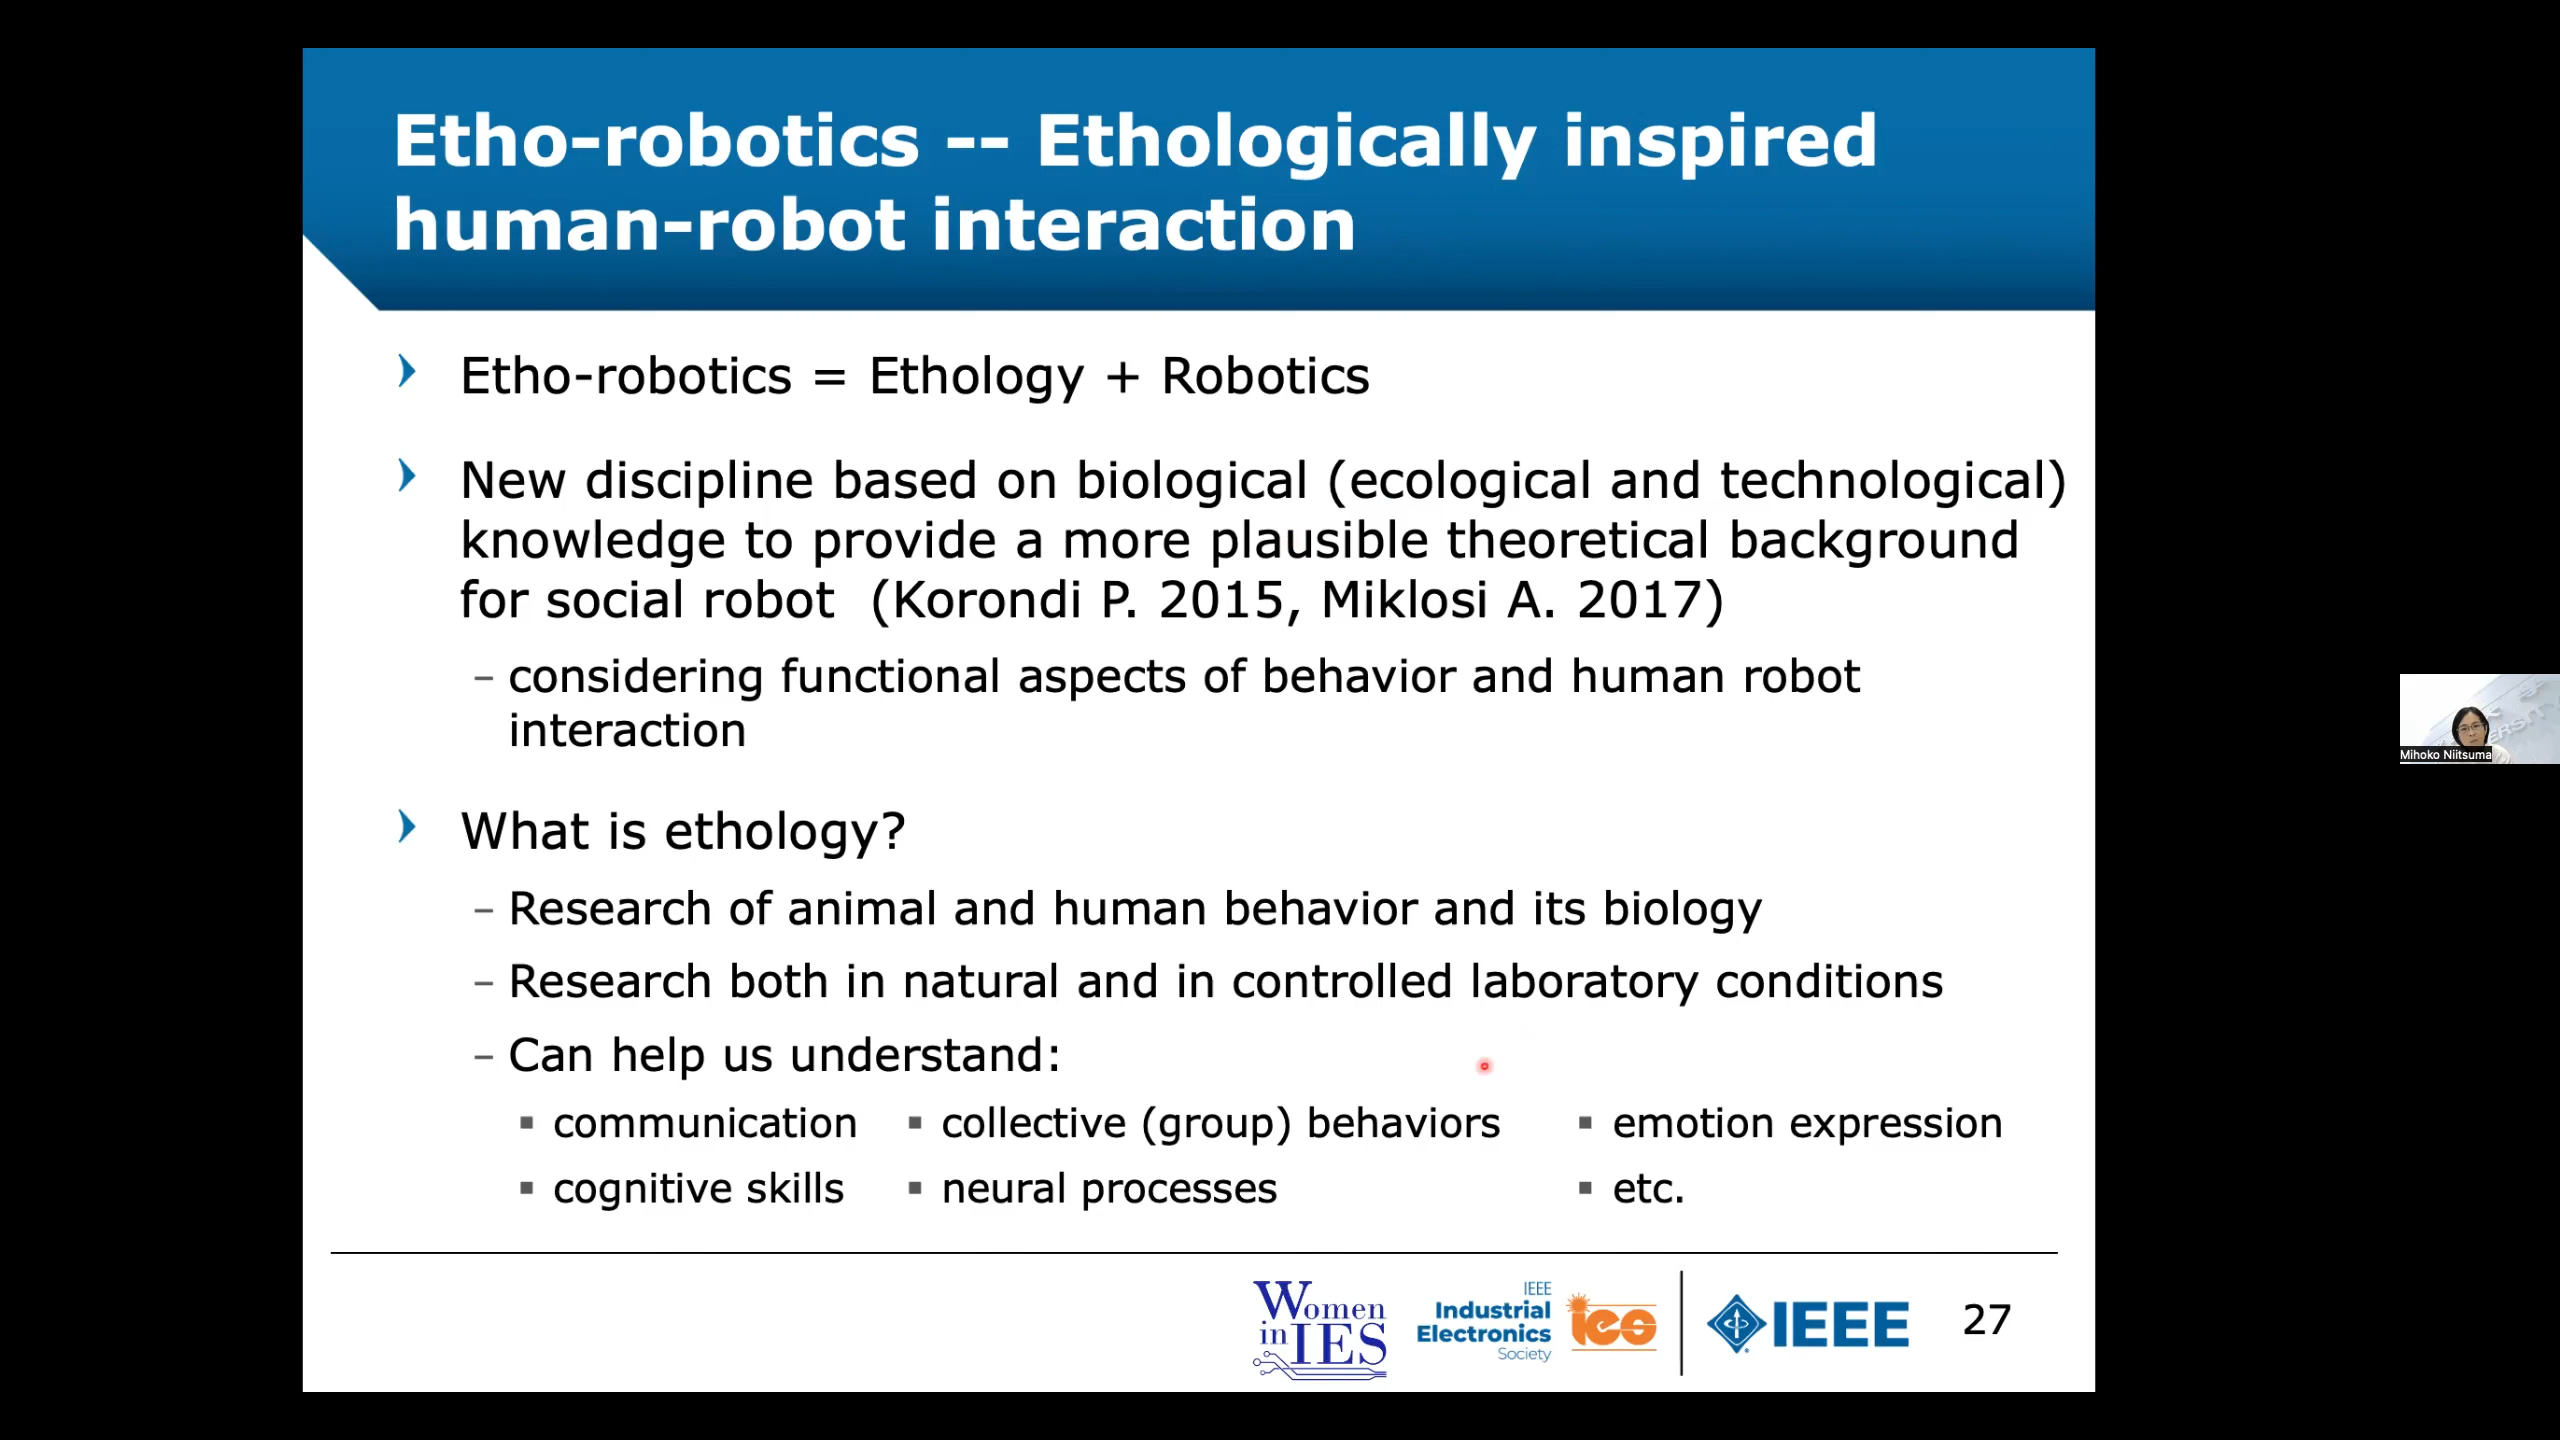 Etho-robotics -- Ethologically inspired
human-robot interaction
Etho-robotics = Ethology + Robotics
New discipline based on biological (ecological and technological)
knowledge to provide a more plausible theoretical background
for social robot (Korondi P. 2015, Miklosi A. 2017)
– considering functional aspects of behavior and human robot
interaction
What is ethology?
– Research of animal and human behavior and its biology
– Research both in natural and in controlled laboratory conditions
– Can help us understand:
▪ communication ▪ collective (group) behaviors ▪ emotion expression
▪ cognitive skills ▪ neural processes ▪ etc.
Mihoko Niitsuma
Women
in IES
IEEE
Industrial
Electronics
Society
ies
IEEE
27